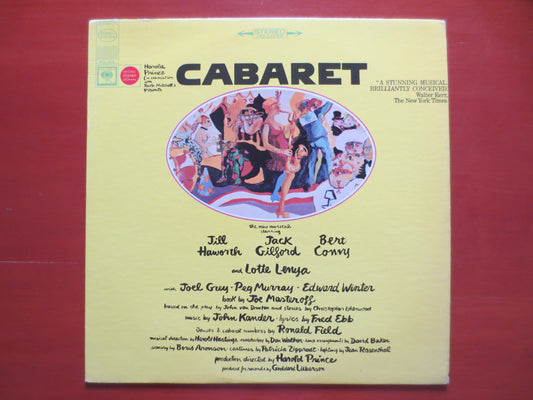 STEREO
Harold
Prince
in association
with
Ruth Mitchell
Presents
CABARET
"A STUNNING MUSICAL
BRILLIANTLY CONCEIVED
Walter Kerr,
The New York Times
the new musical
starring
Jill Jack Bert
Haworth Gilford Convy
and Lotte Lenya
with Joel Grey · Peg Murray · Edward Winter
book by Joe Masteroff
based on the play by John van Druten and stories by Christopher Isherwood
music by John Kander · lyrics by Fred Ebb
Dances & cabaret numbers by Ronald Field
musical direction by Harold Hastings orchestrations by Don Walker dance arrangements by David Baker
scenery by Boris Aronson costumes by Patricia Zipprodt · lighting by Jean Rosenthal
production directed by Harold Prince
produced for records by Goddard Lieberson